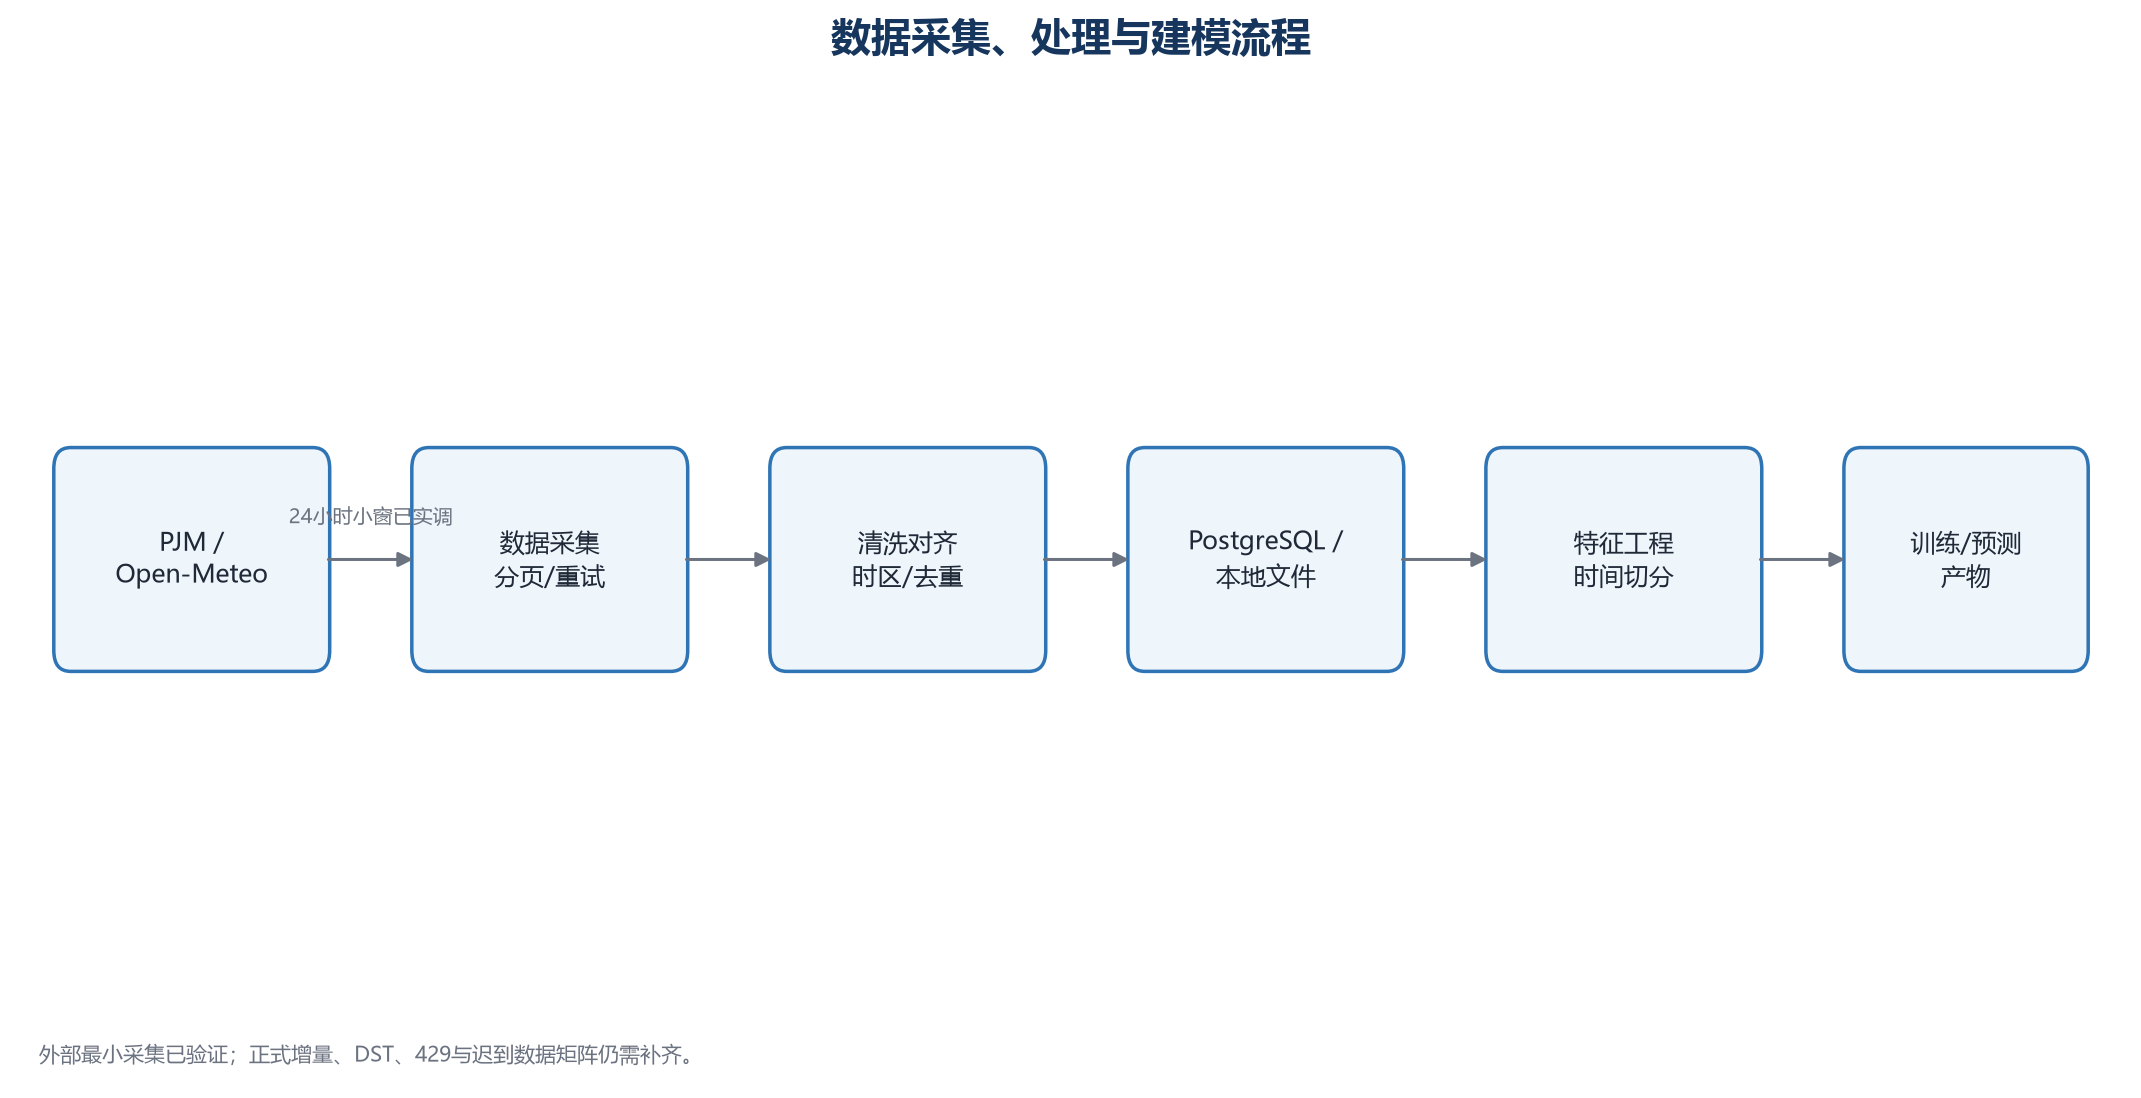 数据采集、处理与建模流程
24小时小窗已实调
PJM /
Open-Meteo
数据采集
分页/重试
清洗对齐
时区/去重
PostgreSQL /
本地文件
特征工程
时间切分
训练/预测
产物
外部最小采集已验证；正式增量、DST、429与迟到数据矩阵仍需补齐。